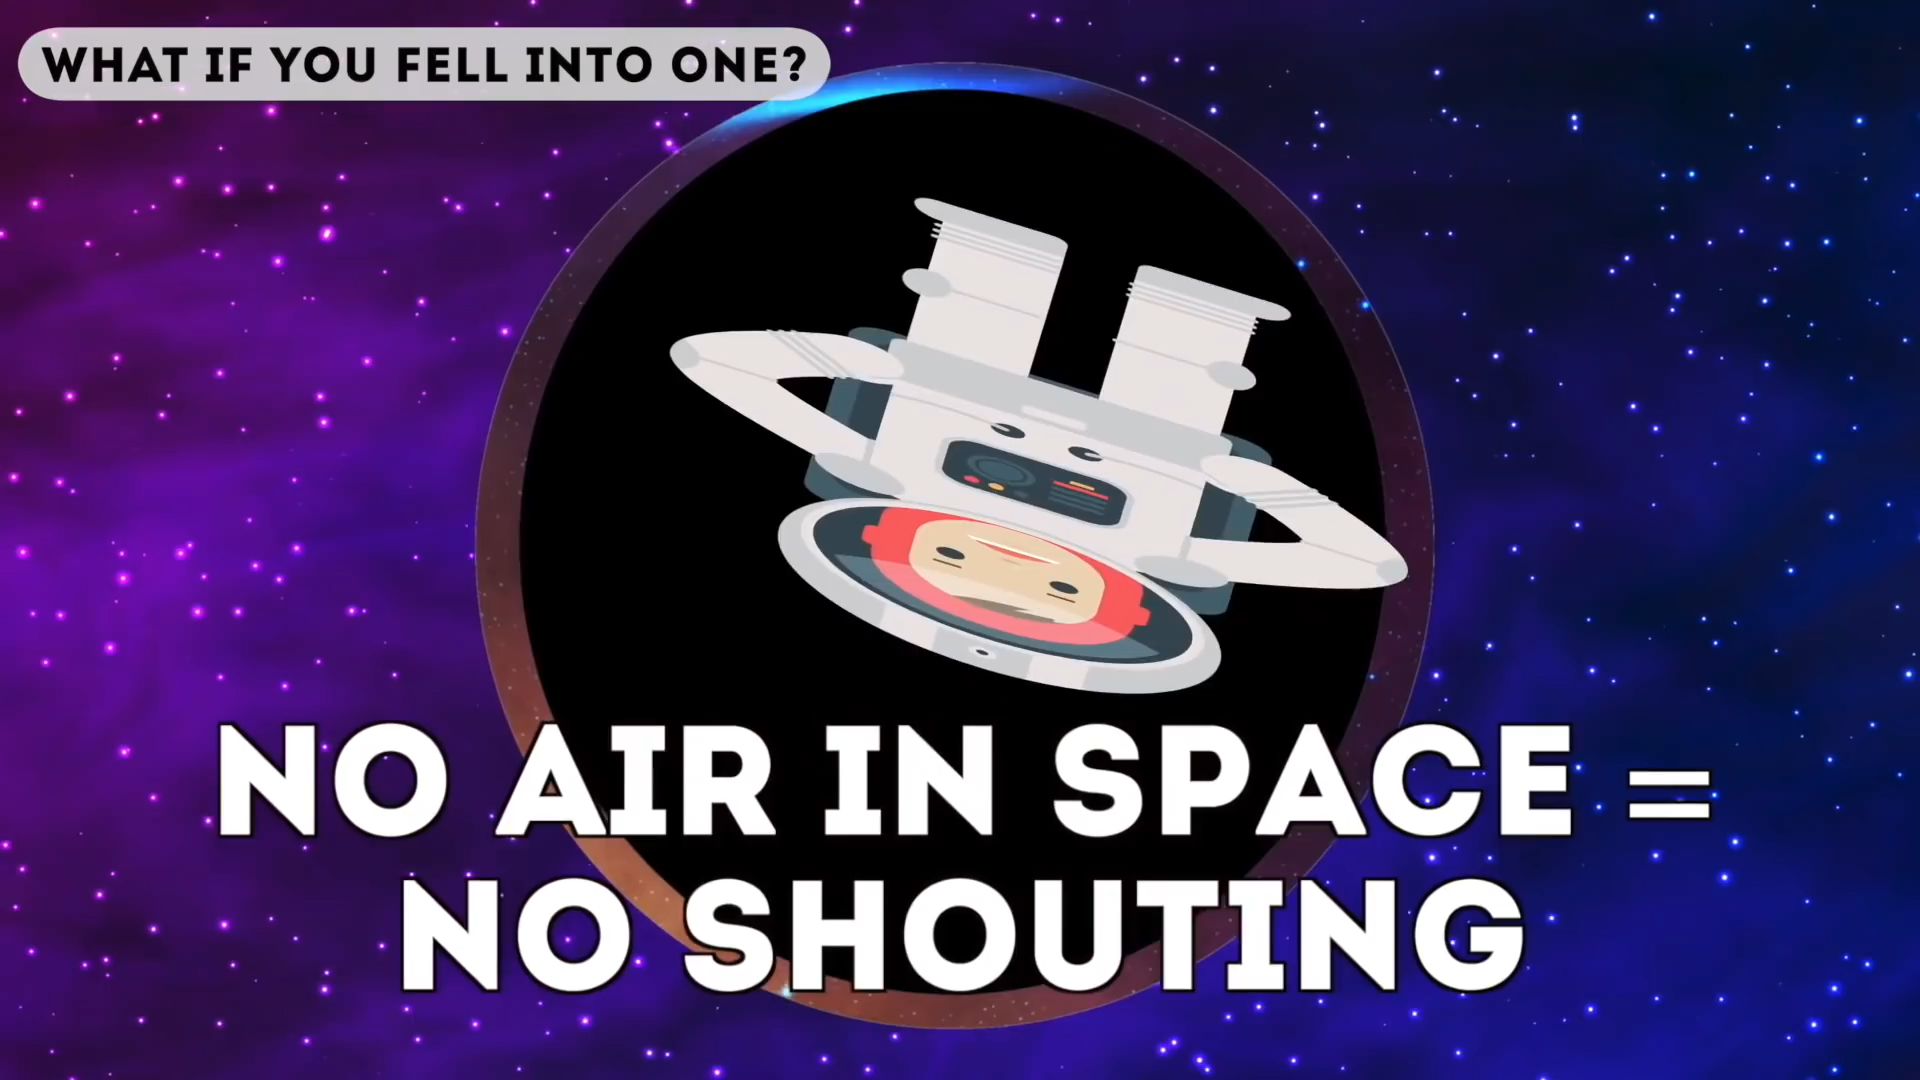 WHAT IF YOU FELL INTO ONE?
NO AIR IN SPACE =
NO SHOUTING